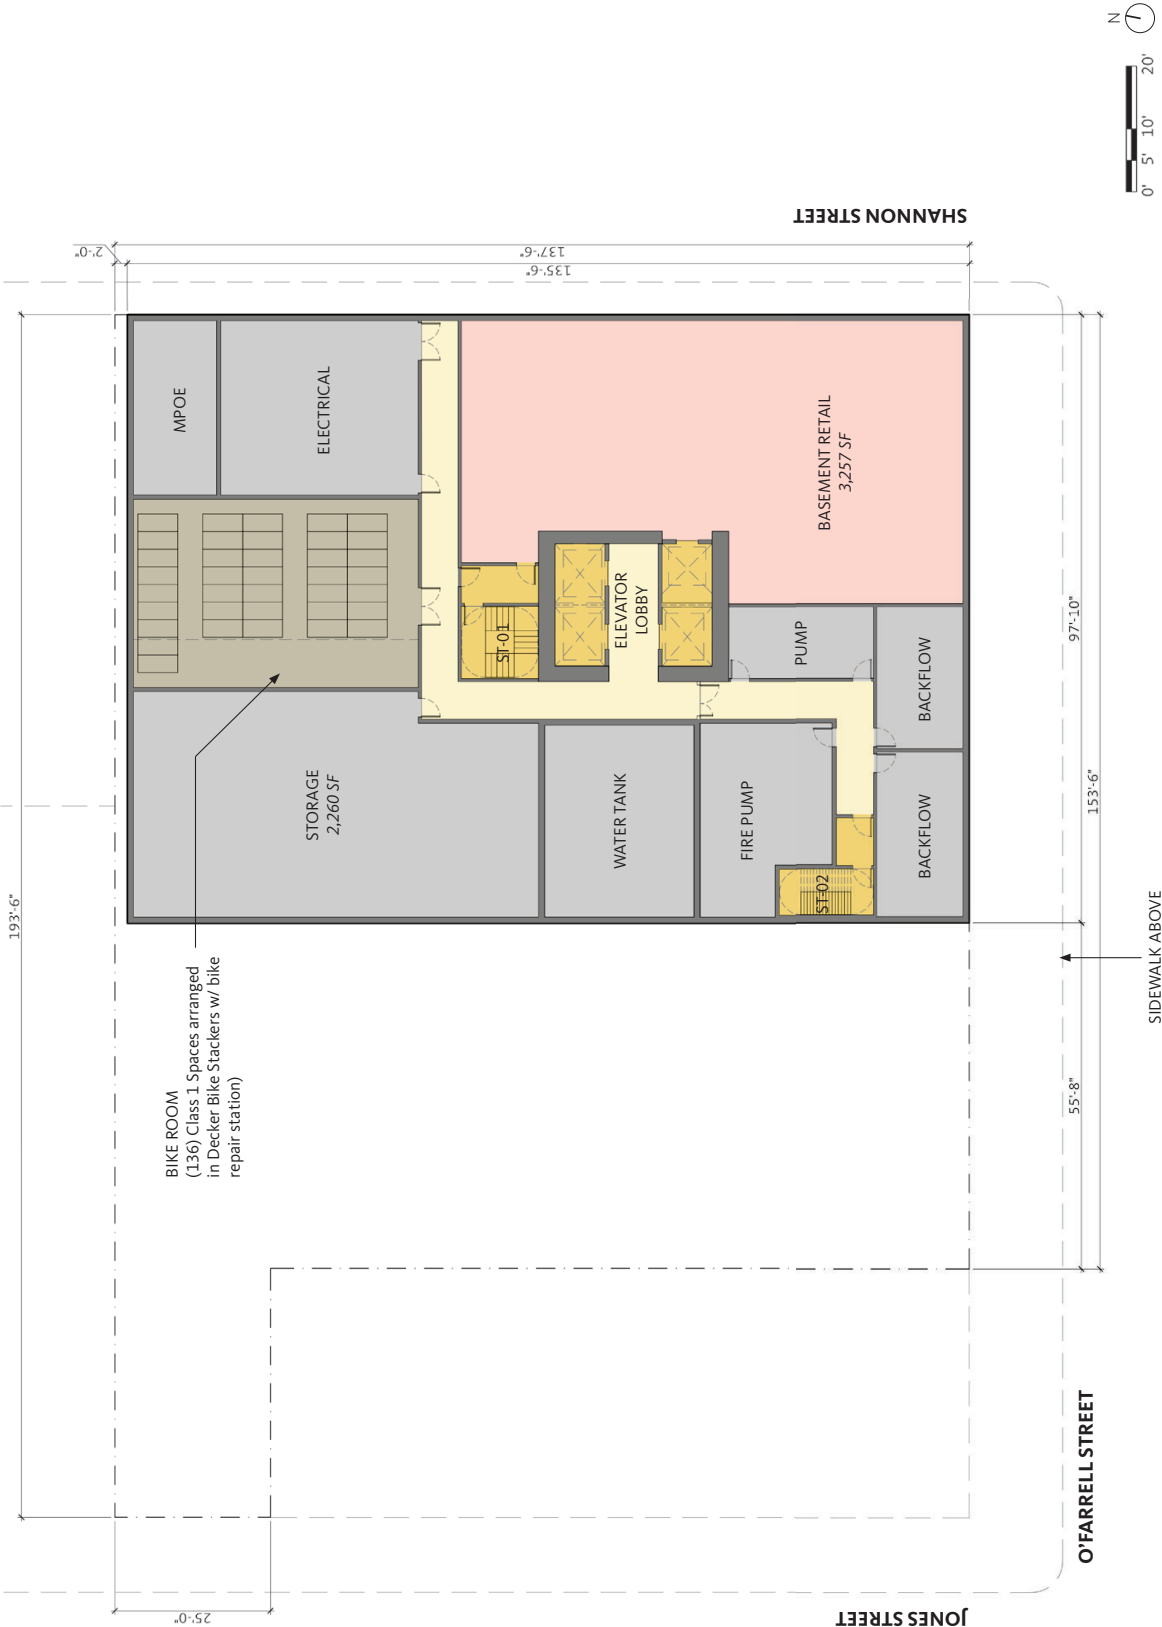 N
0' 5' 10' 20'
SHANNON STREET
2'-0"
137'-6"
135'-6"
193'-6"
MPOE
ELECTRICAL
BASEMENT RETAIL
3,257 SF
ST-01
ELEVATOR
LOBBY
PUMP
BACKFLOW
STORAGE
2,260 SF
WATER TANK
FIRE PUMP
ST-02
BACKFLOW
BIKE ROOM
(136) Class 1 Spaces arranged
in Decker Bike Stackers w/ bike
repair station)
97'-10"
153'-6"
55'-8"
SIDEWALK ABOVE
O'FARRELL STREET
25'-0"
JONES STREET